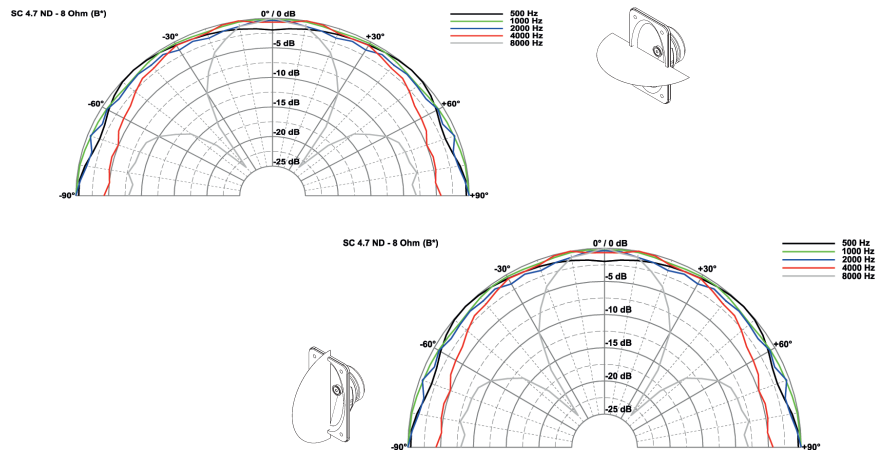 SC 4.7 ND - 8 Ohm (B*)
0° / 0 dB
500 Hz
1000 Hz
2000 Hz
4000 Hz
8000 Hz
-30°
+30°
-5 dB
-10 dB
-60°
+60°
-15 dB
-20 dB
-25 dB
-90°
+90°
SC 4.7 ND - 8 Ohm (B*)
0° / 0 dB
500 Hz
1000 Hz
2000 Hz
4000 Hz
8000 Hz
-30°
+30°
-5 dB
-10 dB
-60°
+60°
-15 dB
-20 dB
-25 dB
-90°
+90°